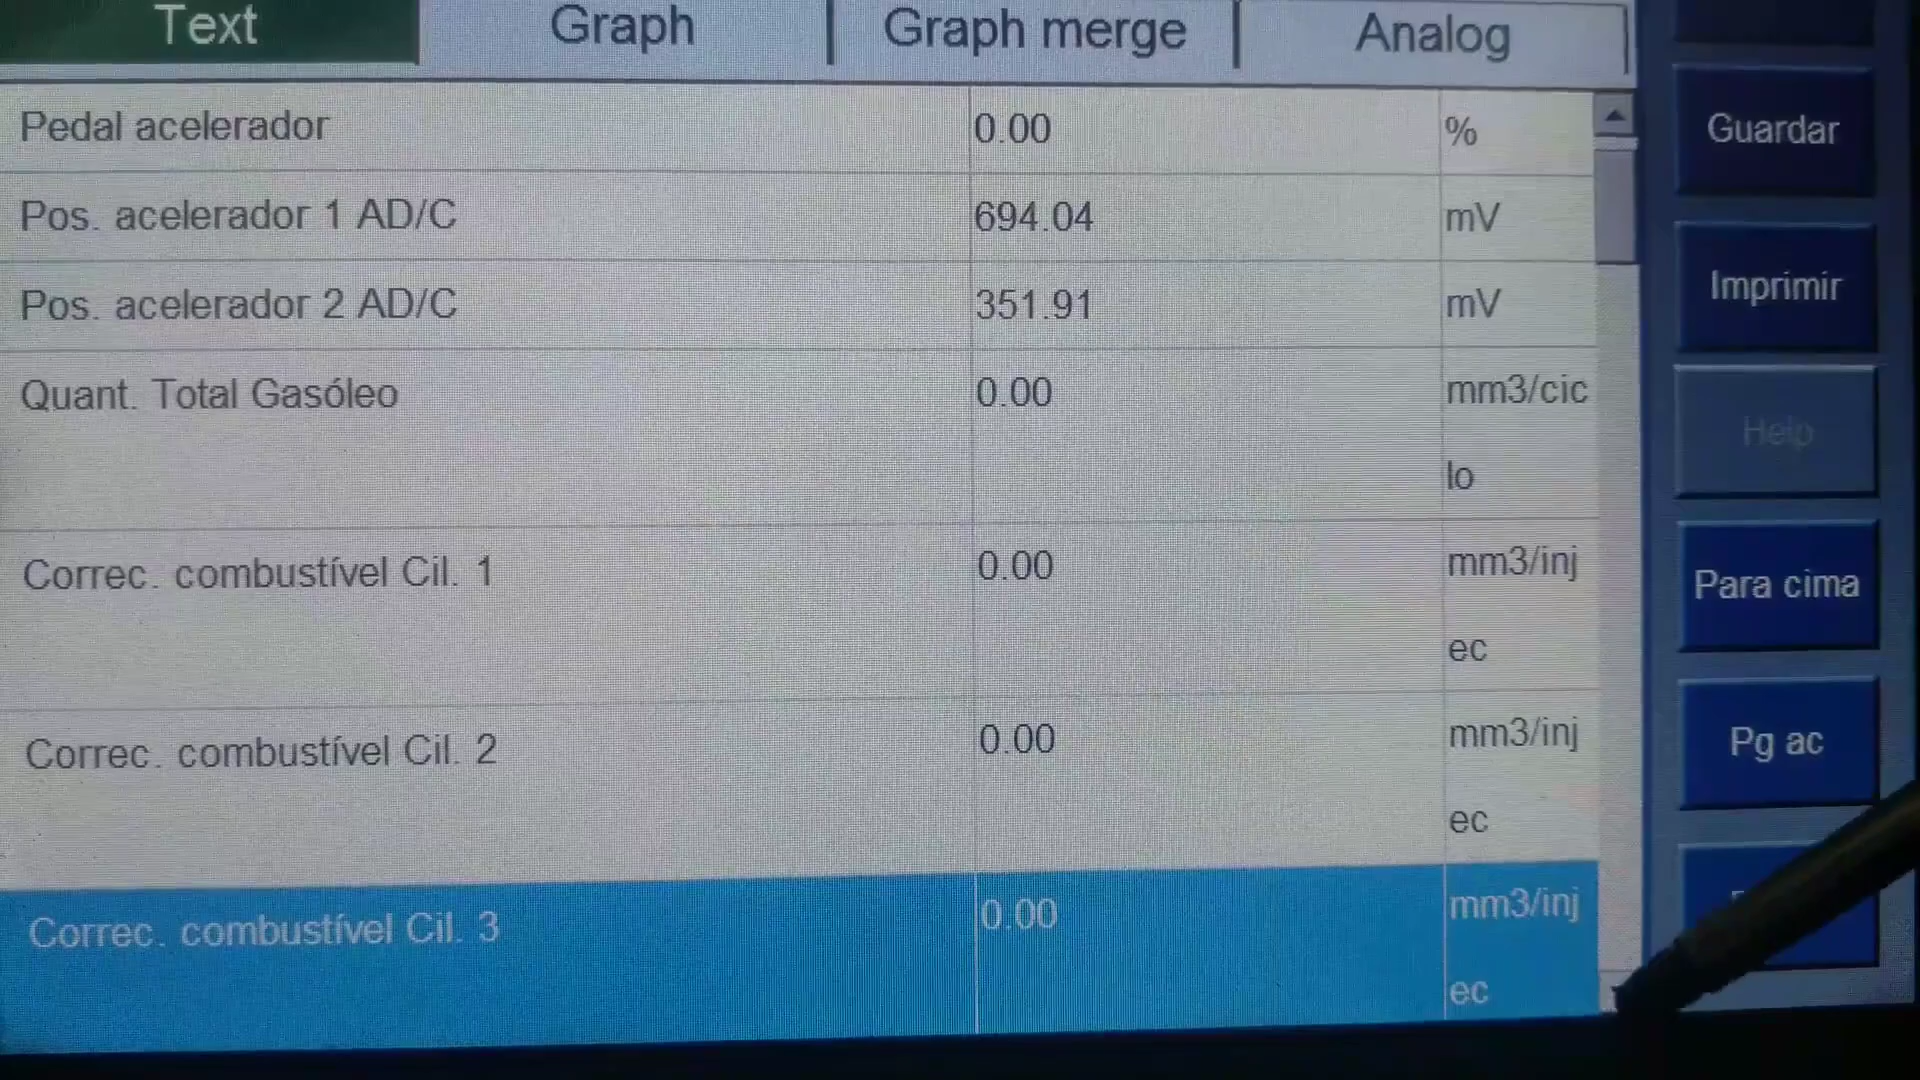 Text Graph Graph merge Analog
Pedal acelerador 0.00 %
Pos. acelerador 1 AD/C 694.04 mV
Pos. acelerador 2 AD/C 351.91 mV
Quant. Total Gasóleo 0.00 mm3/cic
lo
Correc. combustível Cil. 1 0.00 mm3/inj
ec
Correc. combustível Cil. 2 0.00 mm3/inj
ec
Correc. combustível Cil. 3 0.00 mm3/inj
ec
Guardar
Imprimir
Help
Para cima
Pg ac